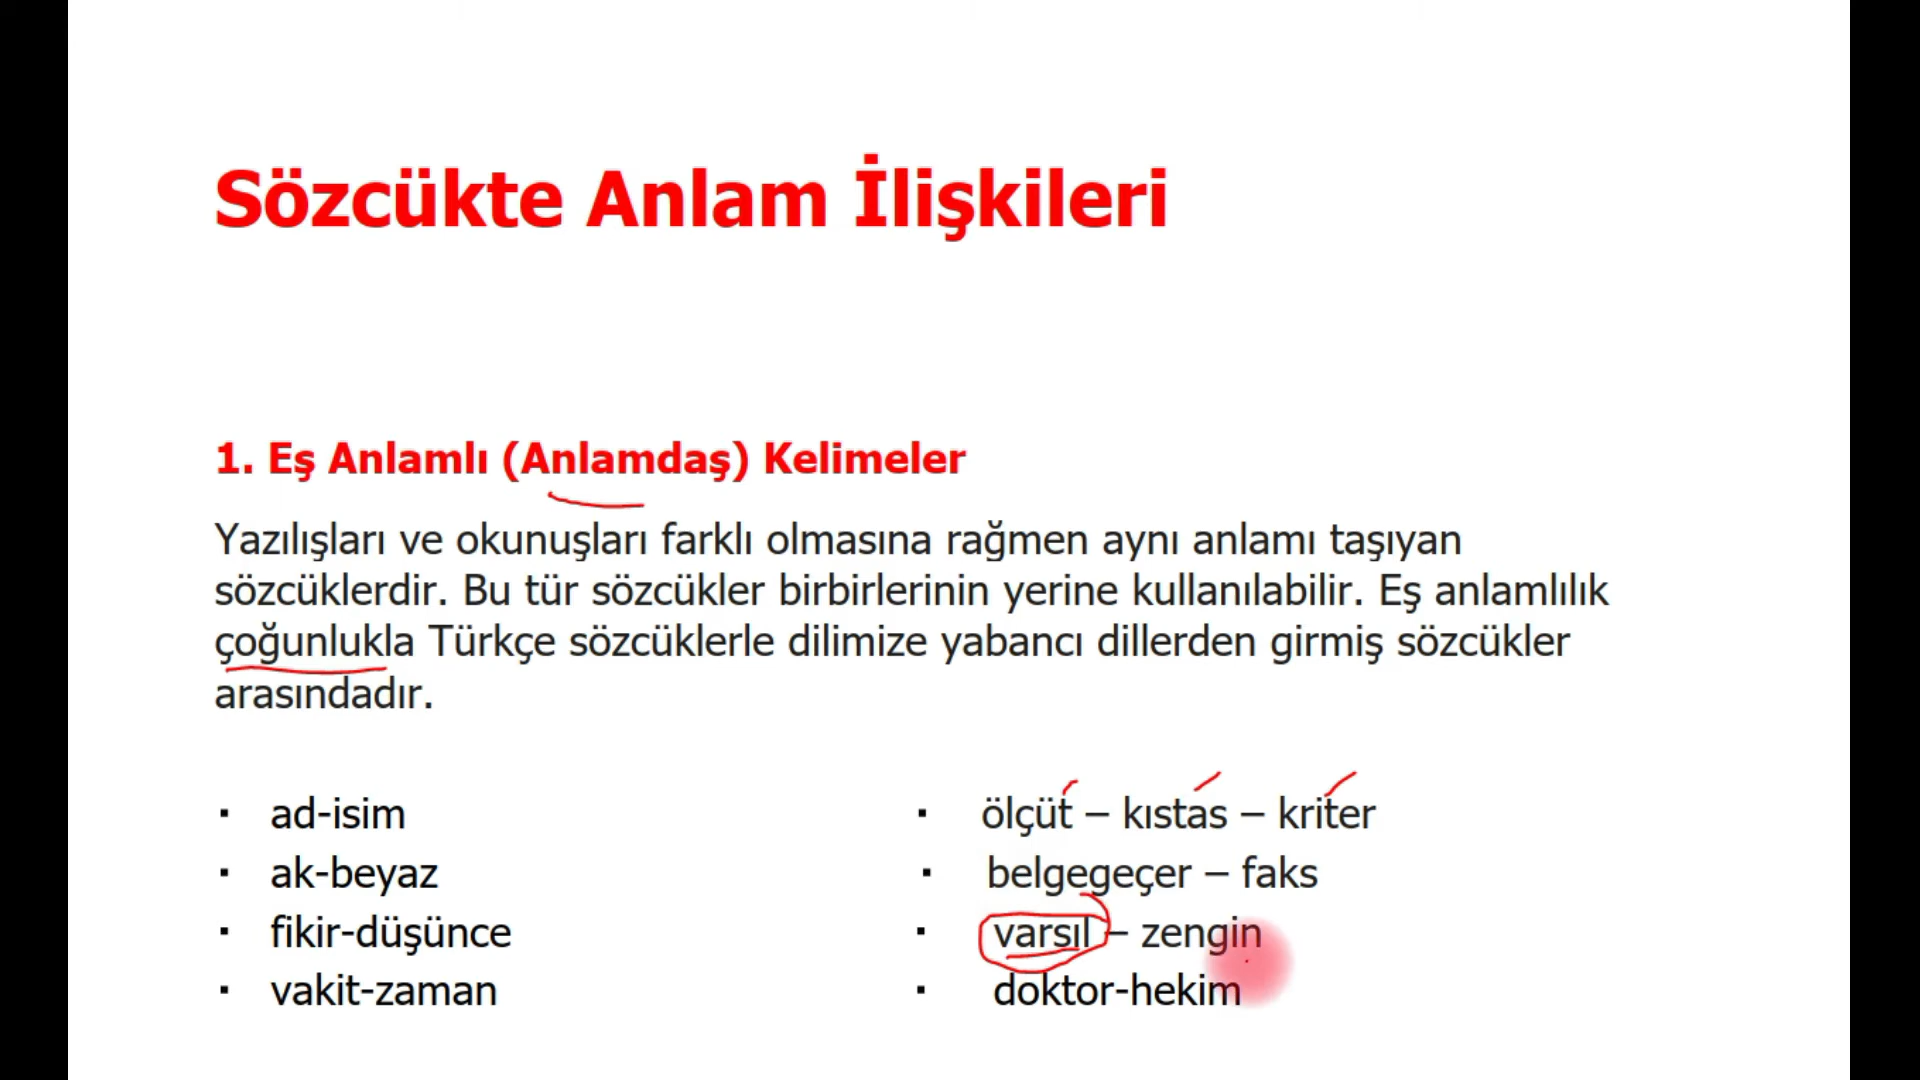 Sözcükte Anlam İlişkileri
1. Eş Anlamlı (Anlamdaş) Kelimeler
Yazılışları ve okunuşları farklı olmasına rağmen aynı anlamı taşıyan
sözcüklerdir. Bu tür sözcükler birbirlerinin yerine kullanılabilir. Eş anlamlılık
çoğunlukla Türkçe sözcüklerle dilimize yabancı dillerden girmiş sözcükler
arasındadır.
▪ ad-isim
▪ ak-beyaz
▪ fikir-düşünce
▪ vakit-zaman
▪ ölçüt – kıstas – kriter
▪ belgegeçer – faks
▪ varsıl – zengin
▪ doktor-hekim